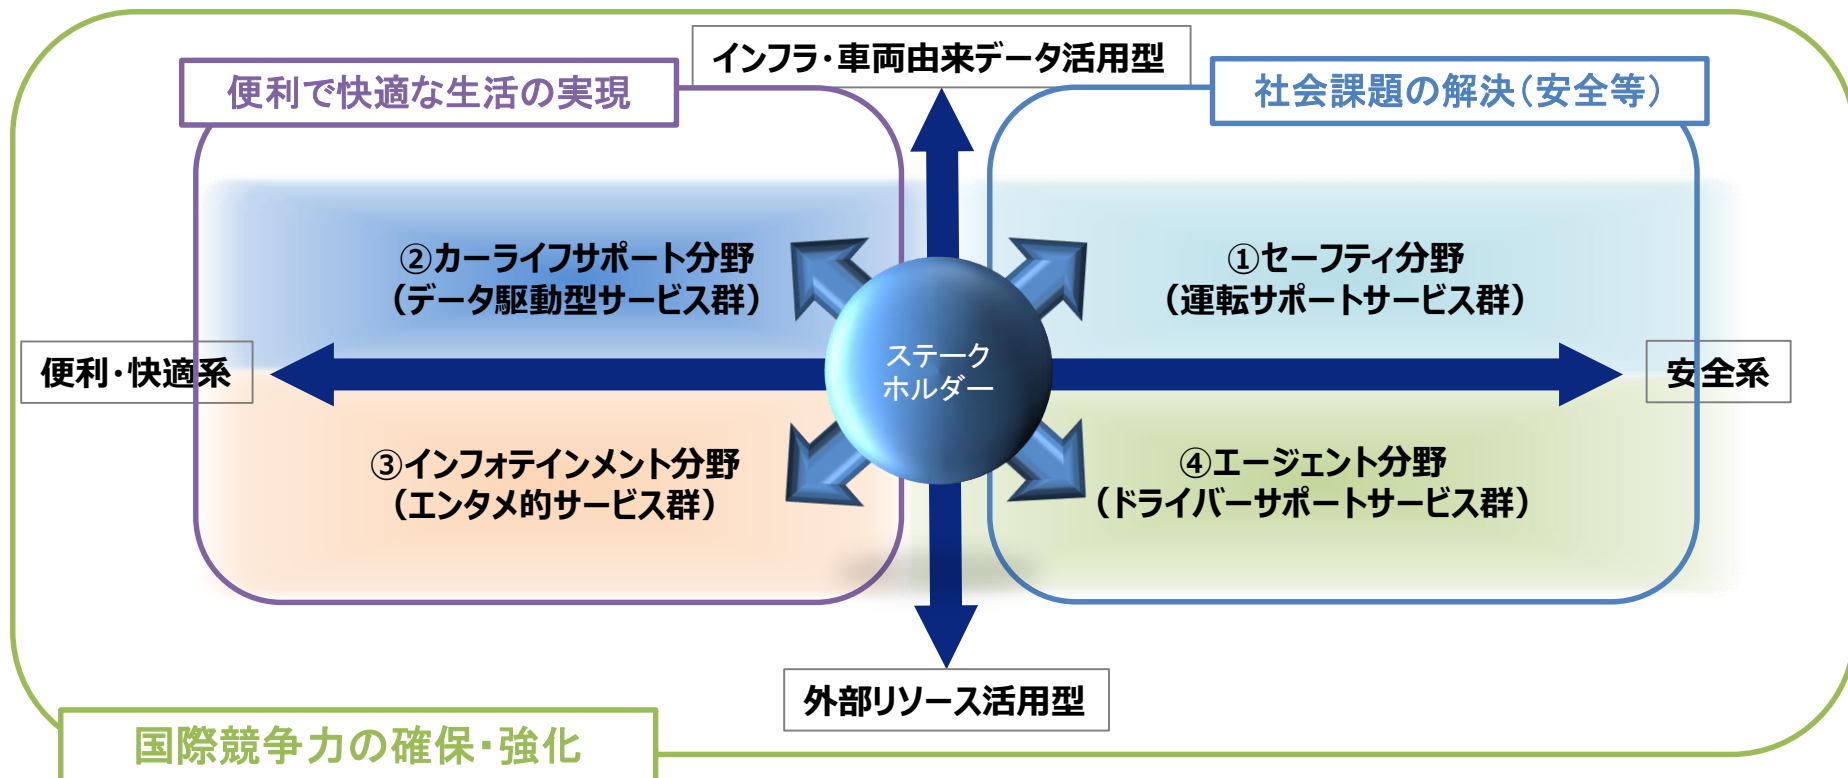 インフラ・車両由来データ活用型
便利で快適な生活の実現
社会課題の解決（安全等）
②カーライフサポート分野
（データ駆動型サービス群）
①セーフティ分野
（運転サポートサービス群）
便利・快適系
ステーク
ホルダー
安全系
③インフォテインメント分野
（エンタメ的サービス群）
④エージェント分野
（ドライバーサポートサービス群）
外部リソース活用型
国際競争力の確保・強化